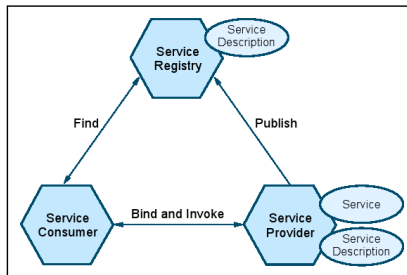 Service
Description
Service
Registry
Find
Publish
Service
Consumer
Bind and Invoke
Service
Provider
Service
Service
Description